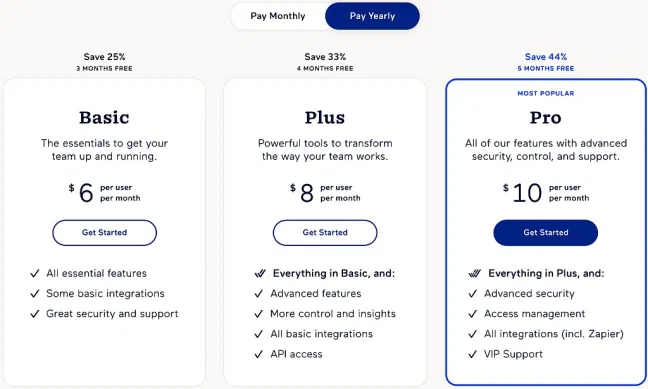 Pay Monthly
Pay Yearly
Save 25%
3 MONTHS FREE
Basic
The essentials to get your
team up and running.
$ 6 per user
per month
Get Started
All essential features
Some basic integrations
Great security and support
Save 33%
4 MONTHS FREE
Plus
Powerful tools to transform
the way your team works.
$ 8 per user
per month
Get Started
Everything in Basic, and:
Advanced features
More control and insights
All basic integrations
API access
Save 44%
5 MONTHS FREE
MOST POPULAR
Pro
All of our features with advanced
security, control, and support.
$ 10 per user
per month
Get Started
Everything in Plus, and:
Advanced security
Access management
All integrations (incl. Zapier)
VIP Support